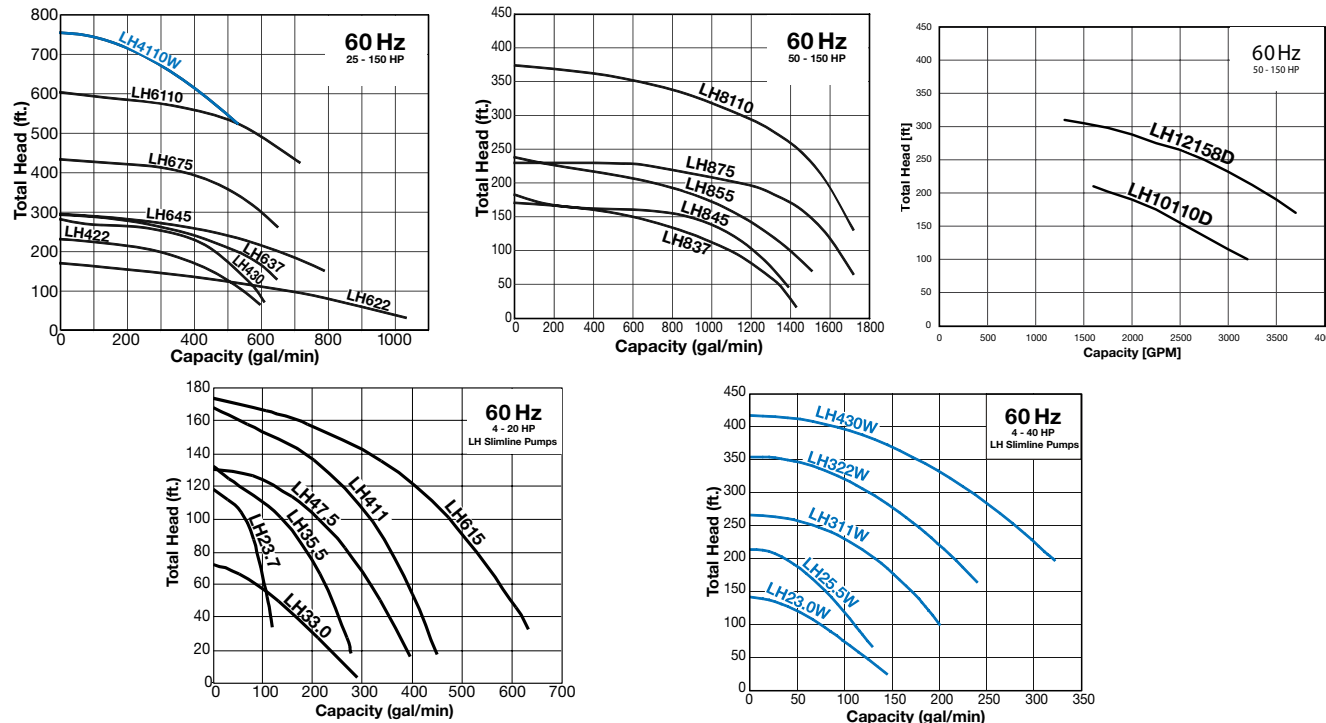 800
700
600
500
400
300
200
100
0
Total Head (ft.)
60 Hz
25 - 150 HP
LH4110W
LH6110
LH675
LH645
LH637
LH430
LH422
LH622
0 200 400 600 800 1000
Capacity (gal/min)
450
400
350
300
250
200
150
100
50
0
Total Head (ft.)
60 Hz
50 - 150 HP
LH8110
LH875
LH855
LH845
LH837
0 200 400 600 800 1000 1200 1400 1600 1800
Capacity (gal/min)
450
400
350
300
250
200
150
100
50
0
Total Head [ft]
60 Hz
50 - 150 HP
LH12158D
LH10110D
0 500 1000 1500 2000 2500 3000 3500 40
Capacity [GPM]
180
160
140
120
100
80
60
40
20
0
Total Head (ft.)
60 Hz
4 - 20 HP
LH Slimline Pumps
LH615
LH411
LH47.5
LH35.5
LH23.7
LH33.0
0 100 200 300 400 500 600 700
Capacity (gal/min)
450
400
350
300
250
200
150
100
50
0
Total Head (ft.)
60 Hz
4 - 40 HP
LH Slimline Pumps
LH430W
LH322W
LH311W
LH25.5W
LH23.0W
0 50 100 150 200 250 300 350
Capacity (gal/min)